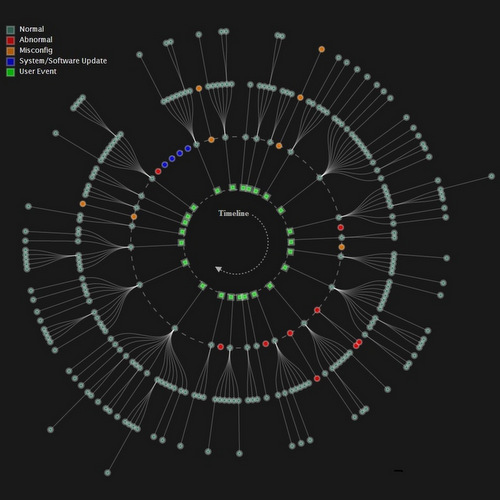 Normal
Abnormal
Misconfig
System/Software Update
User Event
Timeline